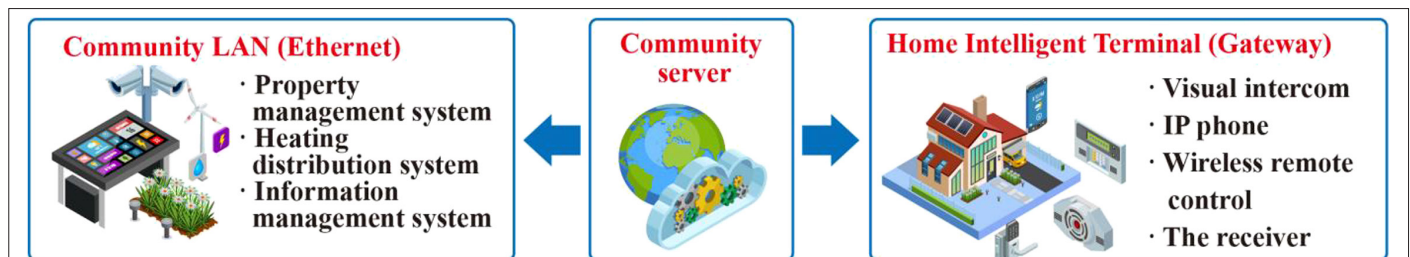 Community LAN (Ethernet)
· Property
management system
· Heating
distribution system
· Information
management system
Community
server
Home Intelligent Terminal (Gateway)
· Visual intercom
· IP phone
· Wireless remote
control
· The receiver